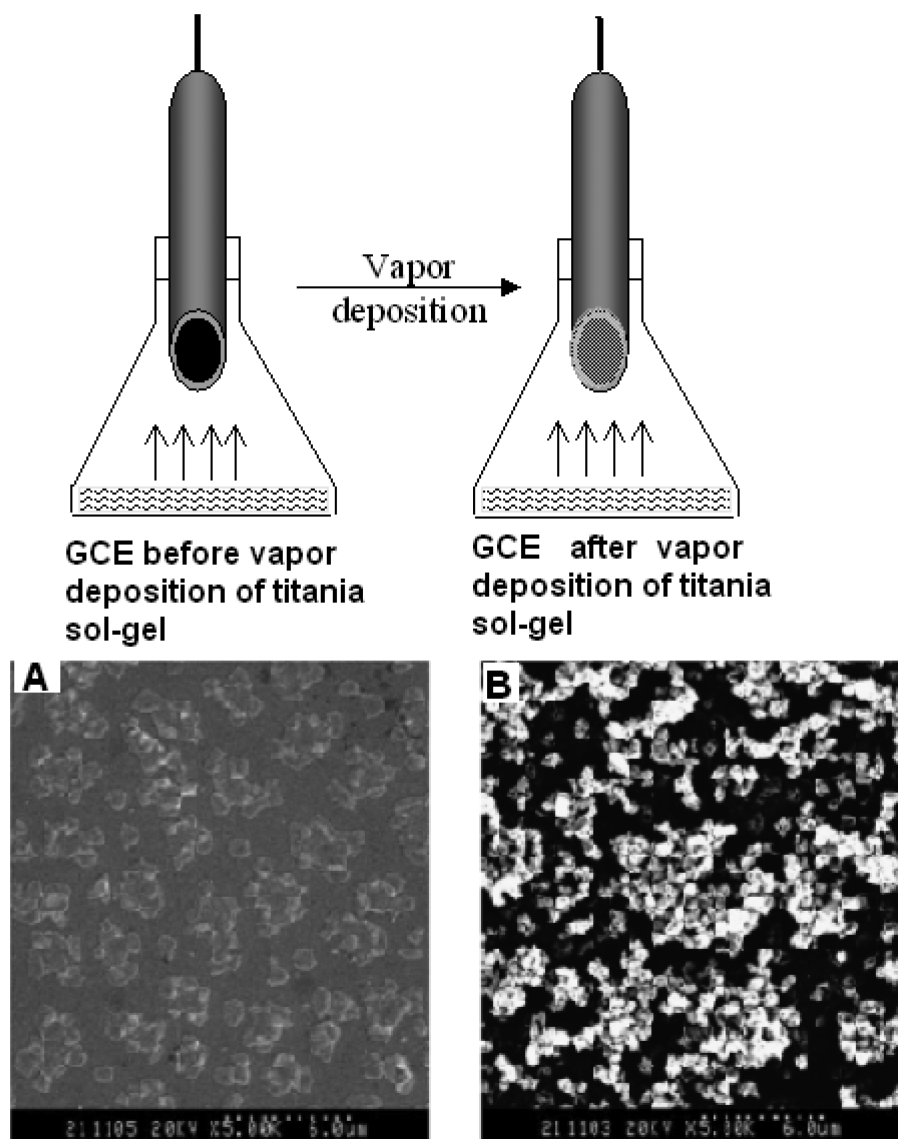 Vapor
deposition
GCE before vapor
deposition of titania
sol-gel
GCE after vapor
deposition of titania
sol-gel
A
B
211105 20KV X5.00K 6.0um
211103 20KV X5.00K 6.0um